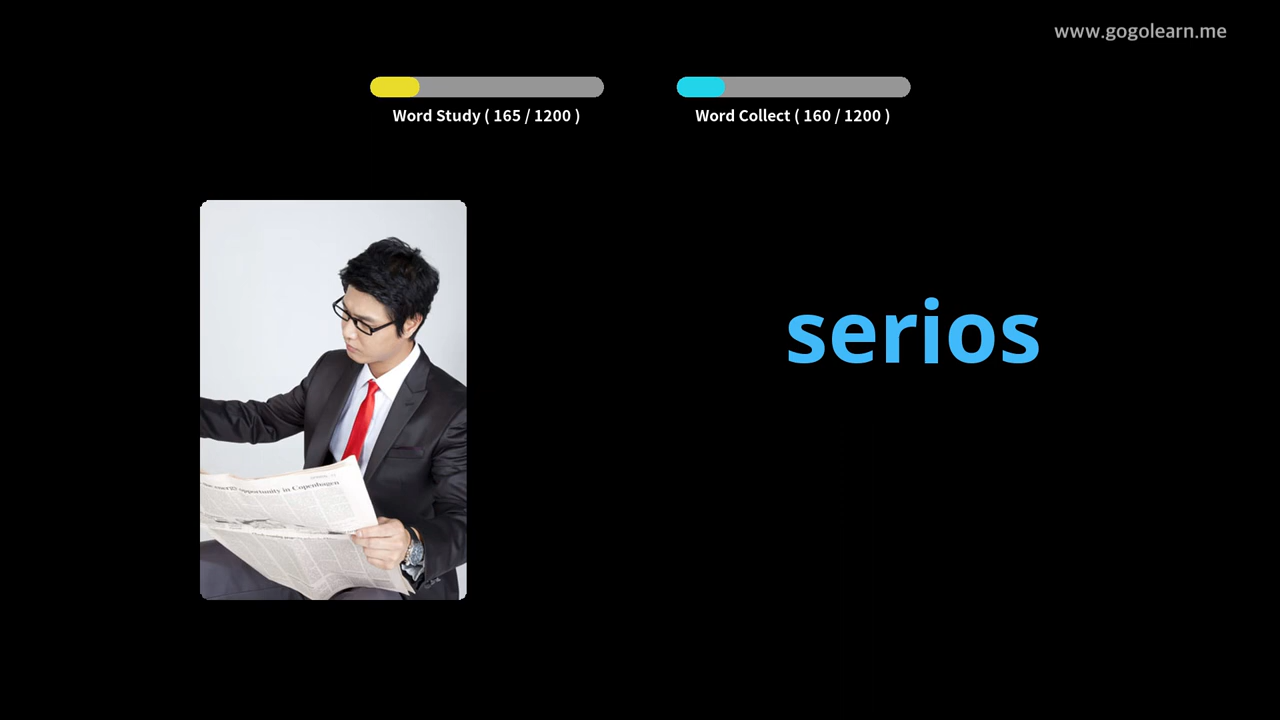 www.gogolearn.me
Word Study ( 165 / 1200 )
Word Collect ( 160 / 1200 )
serios
opportunity in Copenhagen